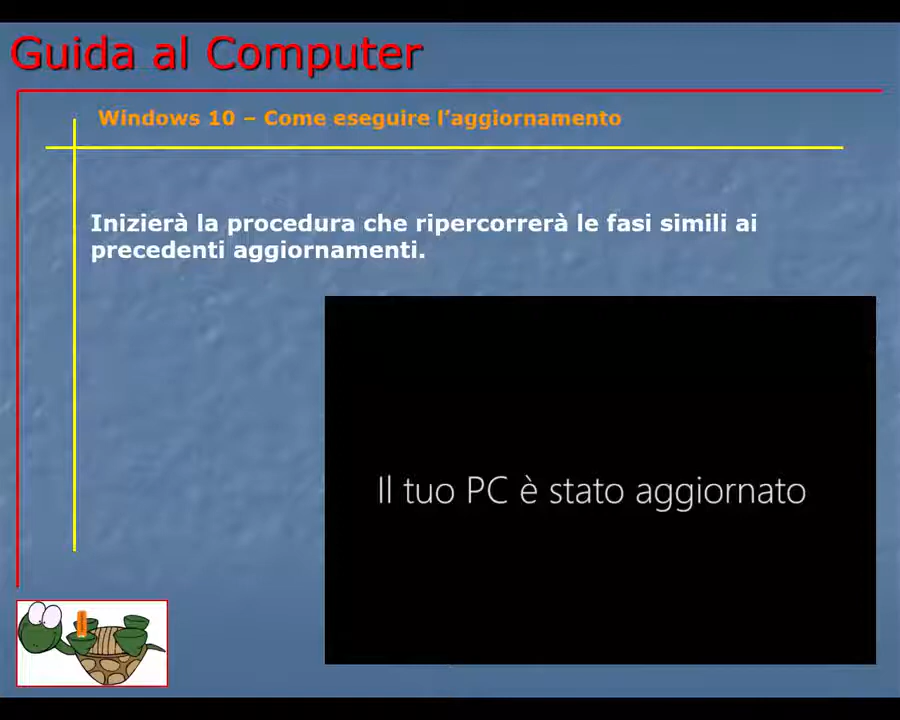 Guida al Computer
Windows 10 – Come eseguire l’aggiornamento
Inizierà la procedura che ripercorrerà le fasi simili ai
precedenti aggiornamenti.
Il tuo PC è stato aggiornato